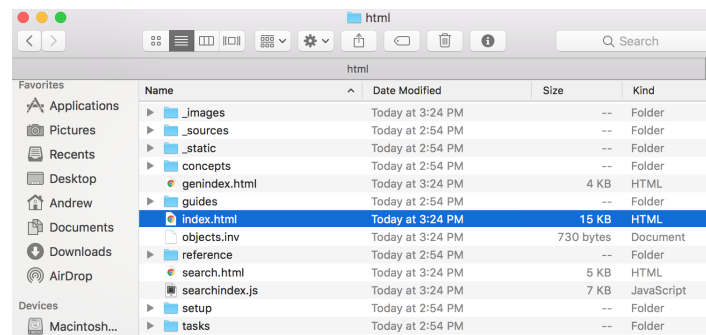 html
Search
html
Favorites
Applications
Pictures
Recents
Desktop
Andrew
Documents
Downloads
AirDrop
Devices
Macintosh...
Name Date Modified Size Kind
_images Today at 3:24 PM -- Folder
_sources Today at 2:54 PM -- Folder
_static Today at 2:54 PM -- Folder
concepts Today at 2:54 PM -- Folder
genindex.html Today at 3:24 PM 4 KB HTML
guides Today at 2:54 PM -- Folder
index.html Today at 3:24 PM 15 KB HTML
objects.inv Today at 3:24 PM 730 bytes Document
reference Today at 2:54 PM -- Folder
search.html Today at 3:24 PM 5 KB HTML
searchindex.js Today at 3:24 PM 7 KB JavaScript
setup Today at 2:54 PM -- Folder
tasks Today at 2:54 PM -- Folder